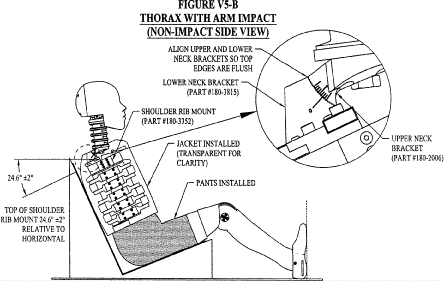 FIGURE V5-B
THORAX WITH ARM IMPACT
(NON-IMPACT SIDE VIEW)
ALIGN UPPER AND LOWER
NECK BRACKETS SO TOP
EDGES ARE FLUSH
LOWER NECK BRACKET
(PART #180-3815)
SHOULDER RIB MOUNT
(PART #180-3352)
JACKET INSTALLED
(TRANSPARENT FOR
CLARITY)
UPPER NECK
BRACKET
(PART #180-2006)
24.6° ±2°
PANTS INSTALLED
TOP OF SHOULDER
RIB MOUNT 24.6° ±2°
RELATIVE TO
HORIZONTAL